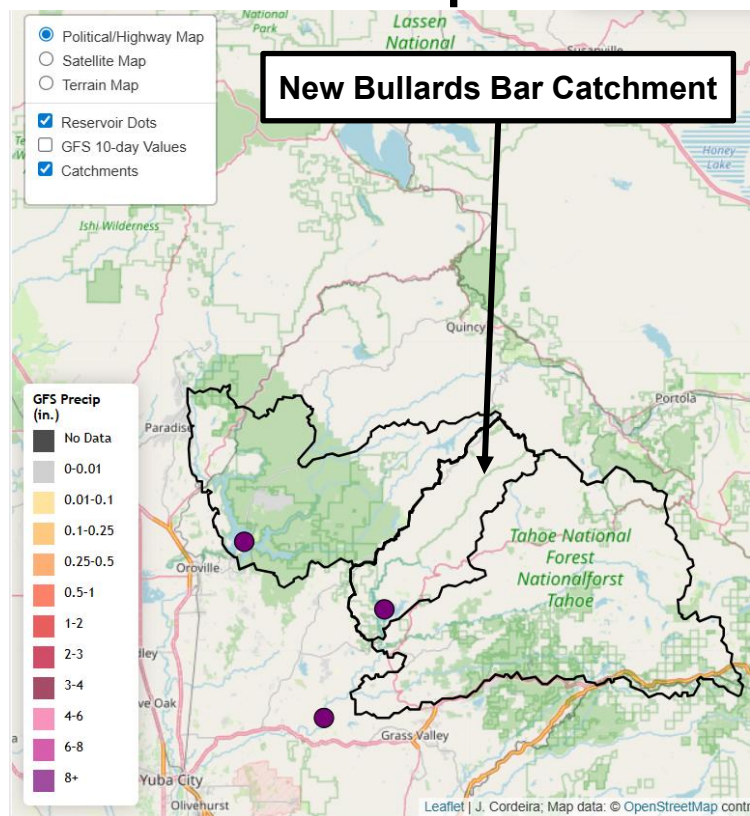 National
Park
Lassen
National
Susanville
Political/Highway Map
Satellite Map
Terrain Map
Reservoir Dots
GFS 10-day Values
Catchments
New Bullards Bar Catchment
Honey
Lake
Ishi Wilderness
Quincy
Portola
Paradise
GFS Precip
(in.)
No Data
0-0.01
0.01-0.1
0.1-0.25
0.25-0.5
0.5-1
1-2
2-3
3-4
4-6
6-8
8+
Oroville
Tahoe National
Forest
Nationalforst
Tahoe
dley
ve Oak
Grass Valley
Yuba City
Olivehurst
Leaflet | J. Cordeira; Map data: © OpenStreetMap contr